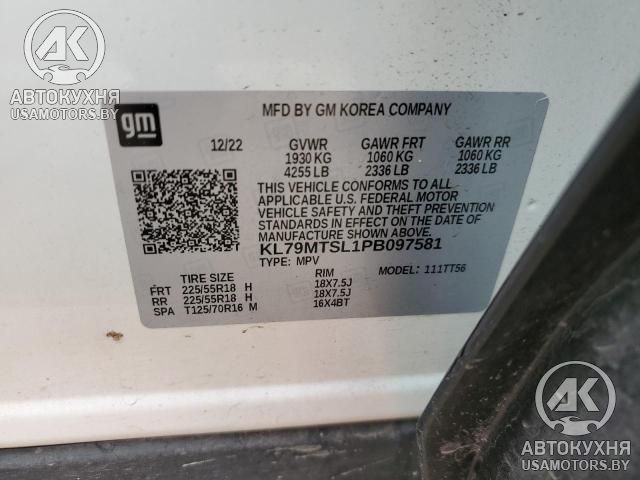 АК
АВТОКУХНЯ
USAMOTORS.BY
gm
MFD BY GM KOREA COMPANY
12/22 GVWR GAWR FRT GAWR RR
1930 KG 1060 KG 1060 KG
4255 LB 2336 LB 2336 LB
THIS VEHICLE CONFORMS TO ALL
APPLICABLE U.S. FEDERAL MOTOR
VEHICLE SAFETY AND THEFT PREVENTION
STANDARDS IN EFFECT ON THE DATE OF
MANUFACTURE SHOWN ABOVE.
KL79MTSL1PB097581
TYPE: MPV MODEL: 111TT56
TIRE SIZE RIM
FRT 225/55R18 H 18X7.5J
RR 225/55R18 H 18X7.5J
SPA T125/70R16 M 16X4BT
АК
АВТОКУХНЯ
USAMOTORS.BY